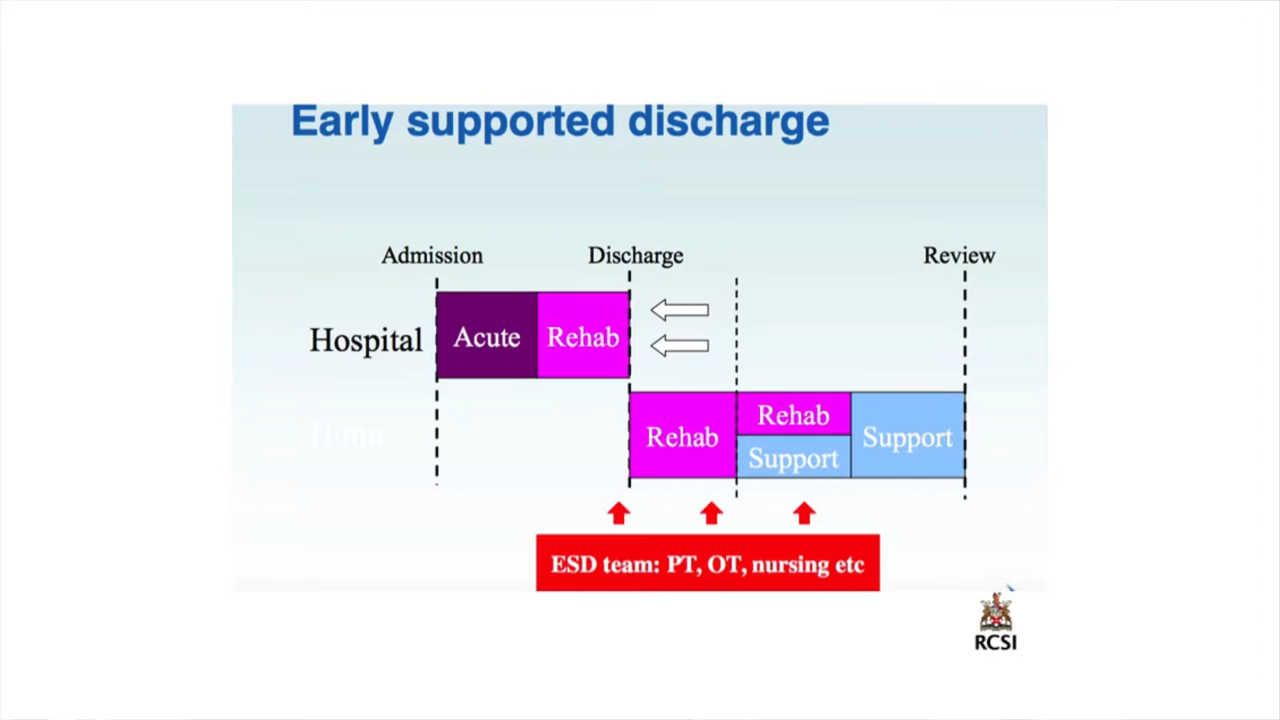 Early supported discharge
Admission Discharge Review
Hospital Acute Rehab
Home Rehab Rehab Support
Support
ESD team: PT, OT, nursing etc
RCSI